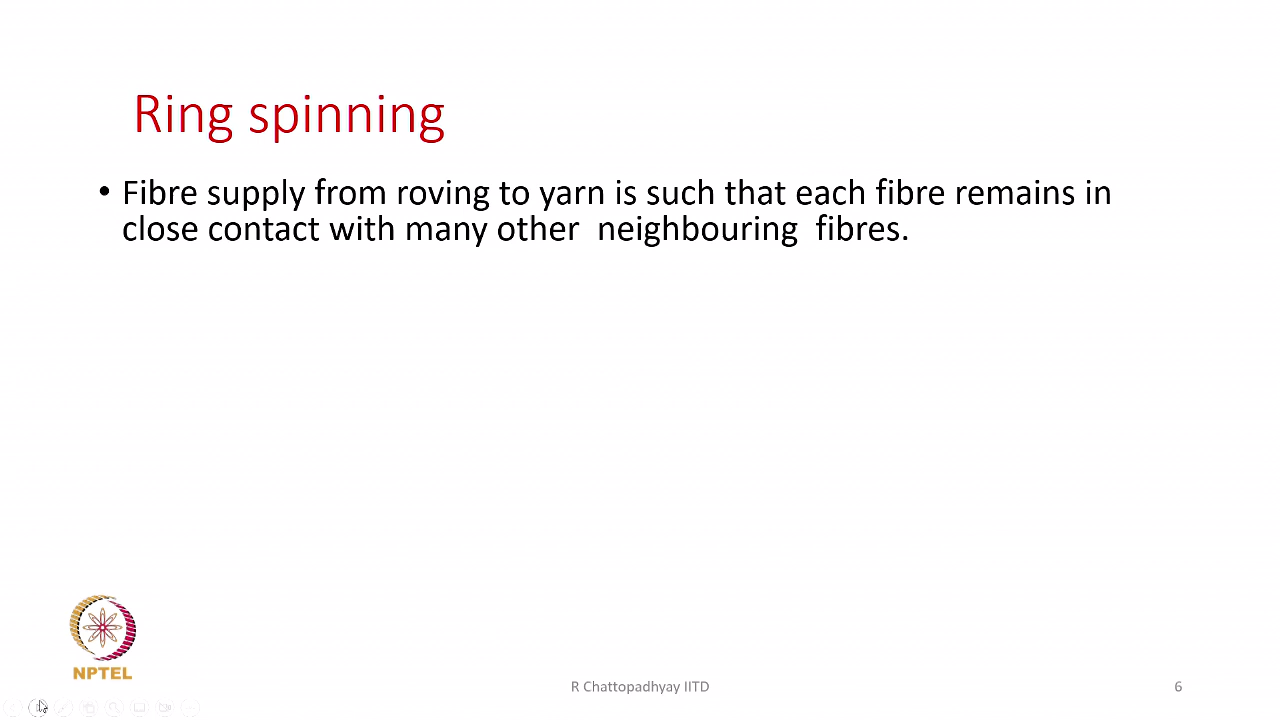 Ring spinning
• Fibre supply from roving to yarn is such that each fibre remains in
close contact with many other neighbouring fibres.
NPTEL
R Chattopadhyay IITD
6